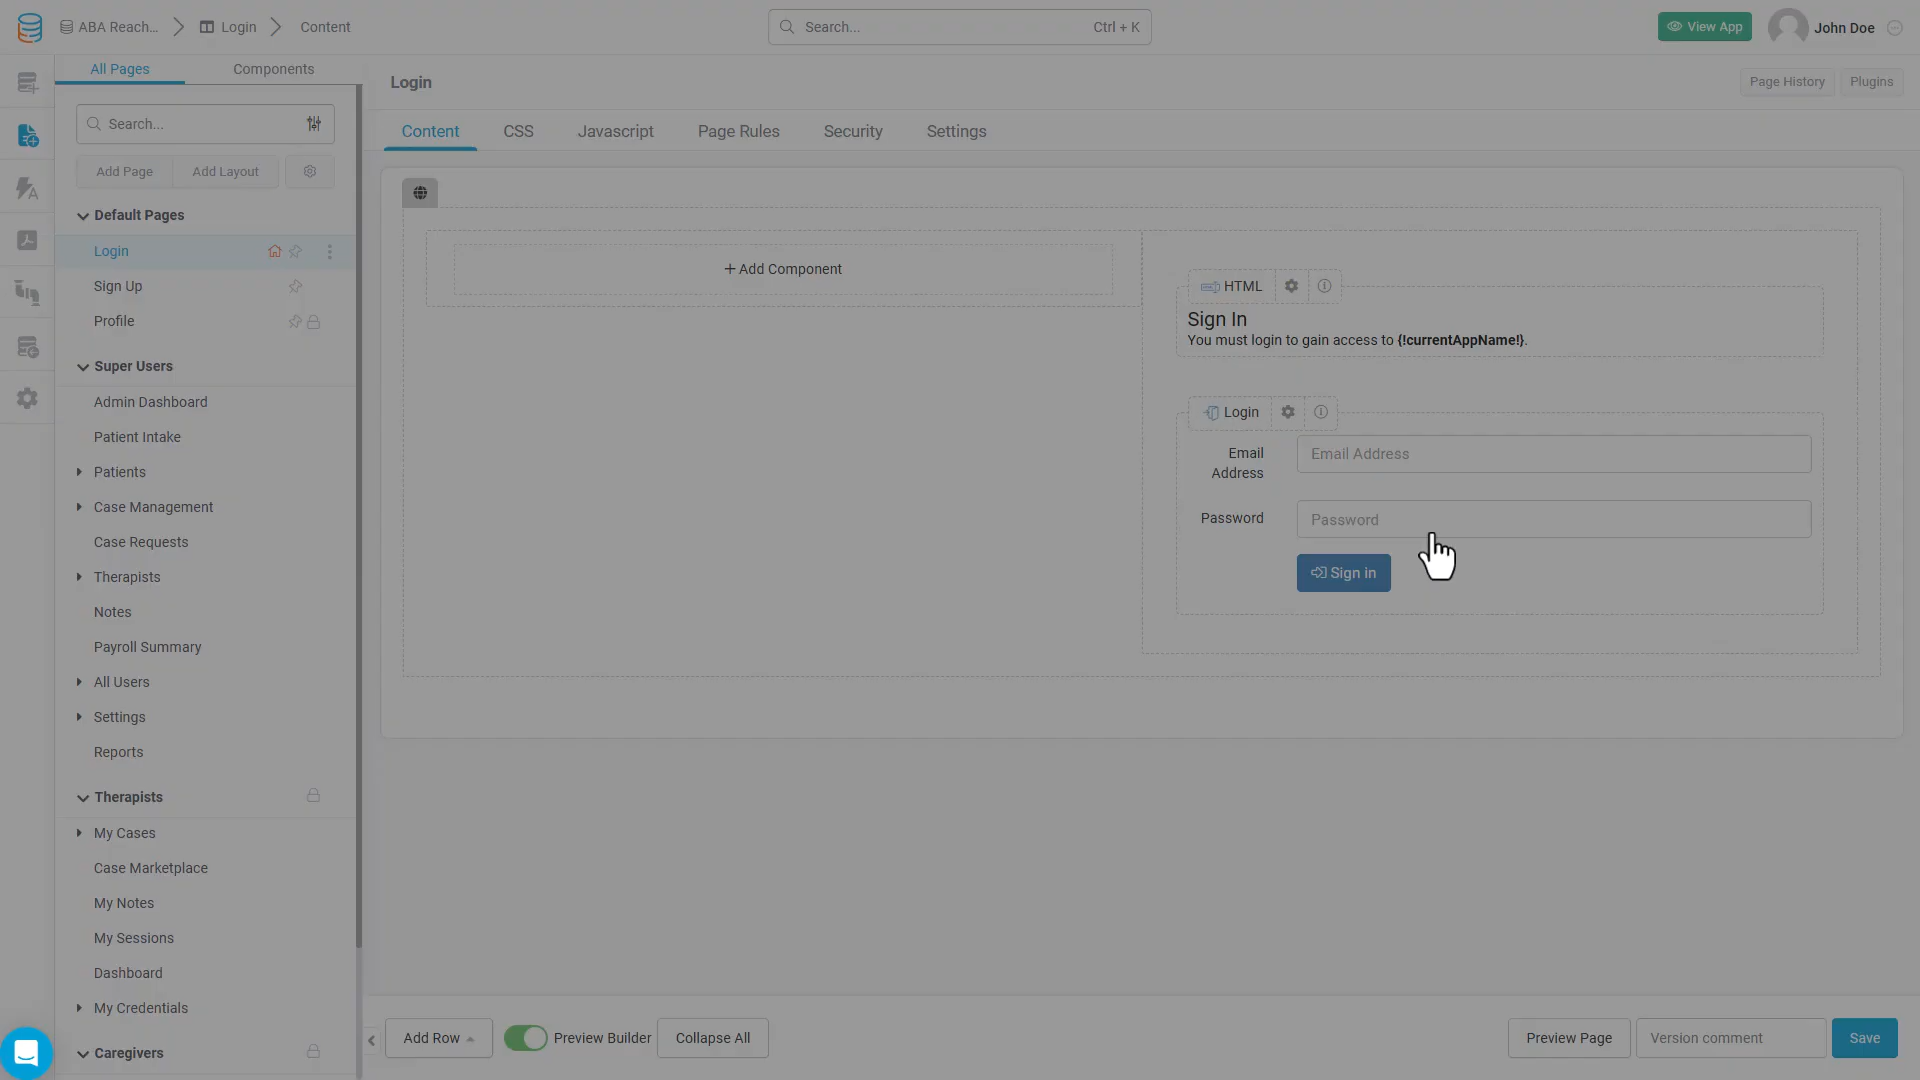 ABA Reach...
Login
Content
Search...
Ctrl + K
View App
John Doe
All Pages
Components
Search...
Add Page
Add Layout
Default Pages
Login
Sign Up
Profile
Super Users
Admin Dashboard
Patient Intake
Patients
Case Management
Case Requests
Therapists
Notes
Payroll Summary
All Users
Settings
Reports
Therapists
My Cases
Case Marketplace
My Notes
My Sessions
Dashboard
My Credentials
Caregivers
Login
Page History
Plugins
Content
CSS
Javascript
Page Rules
Security
Settings
+ Add Component
HTML
Sign In
You must login to gain access to {!currentAppName!}.
Login
Email
Address
Email Address
Password
Password
Sign in
Add Row
Preview Builder
Collapse All
Preview Page
Version comment
Save